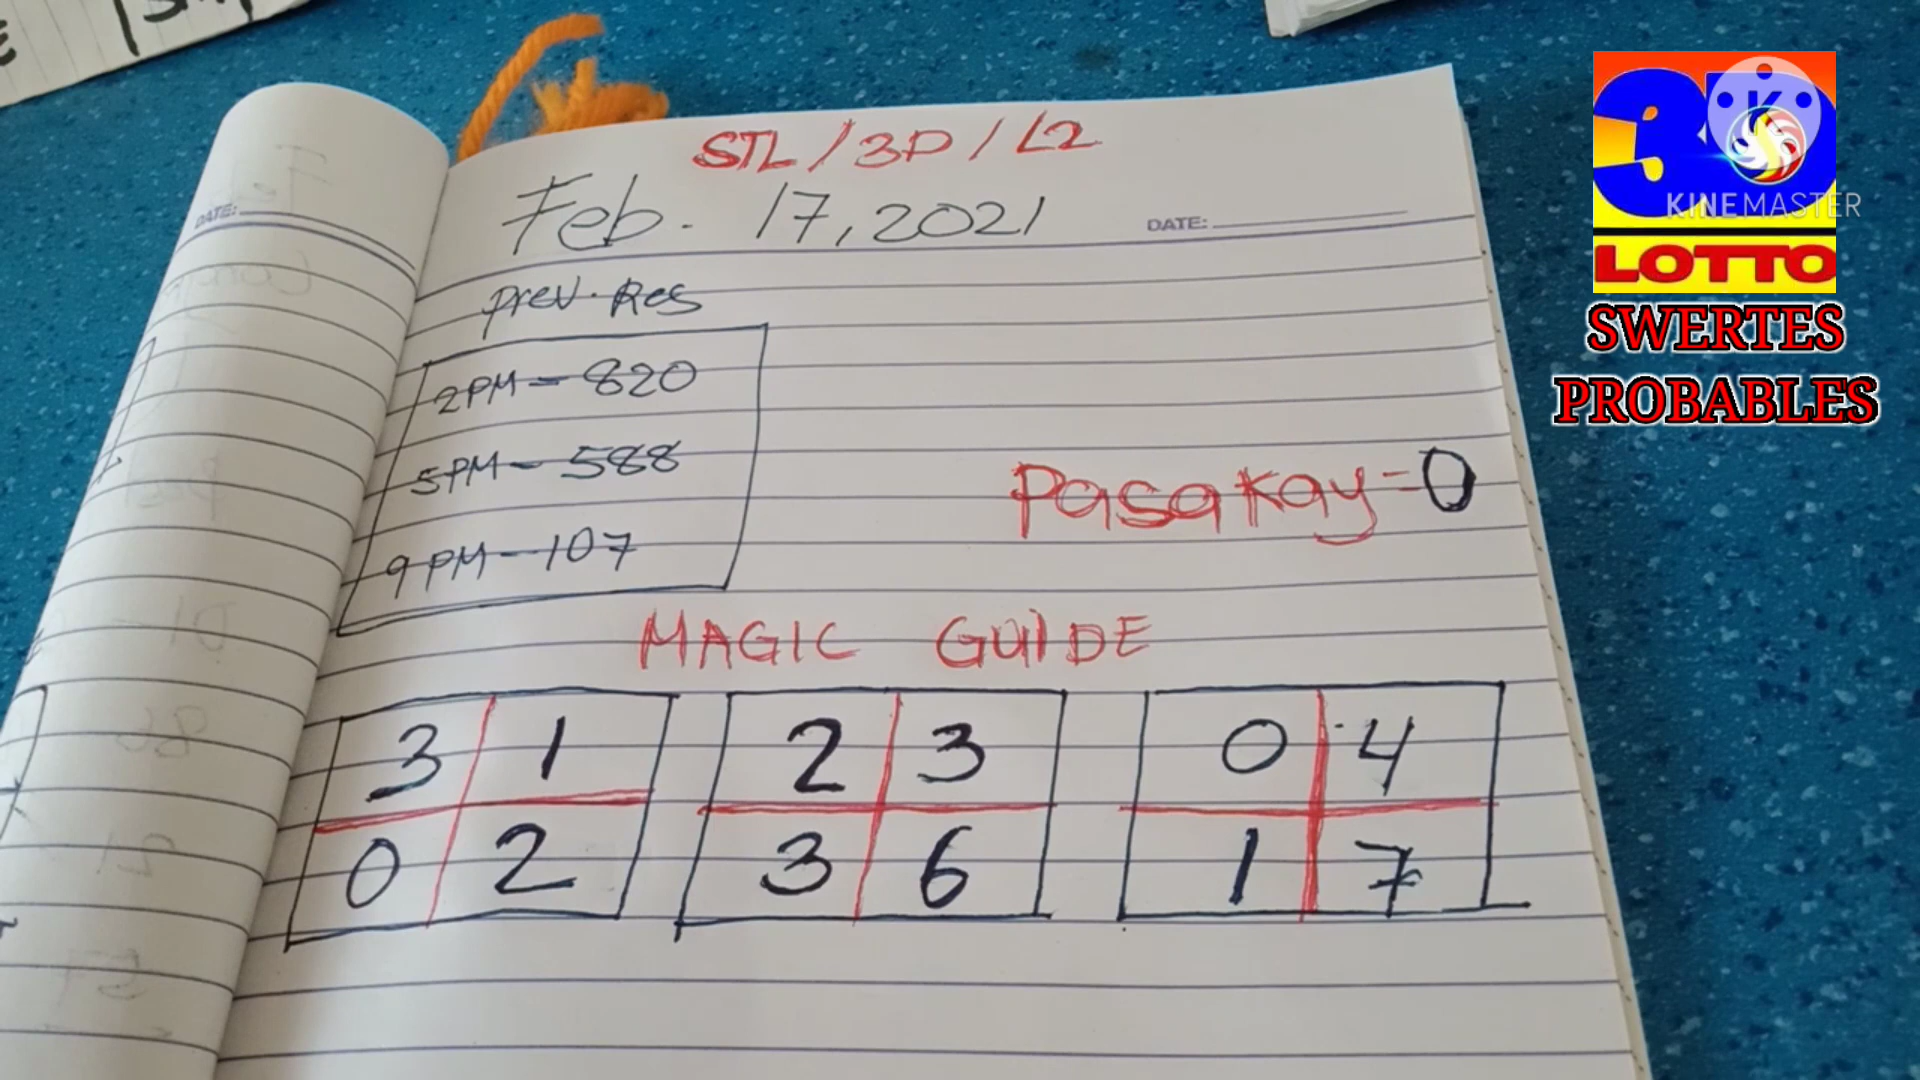 STL / 3D / L2
Feb. 17, 2021
DATE:
DATE:
prev. Res
2PM - 820
5PM - 588
9PM - 107
Pasakay = 0
MAGIC GUIDE
3 1 2 3 0 4
0 2 3 6 1 7
3D
KINEMASTER
LOTTO
SWERTES
PROBABLES